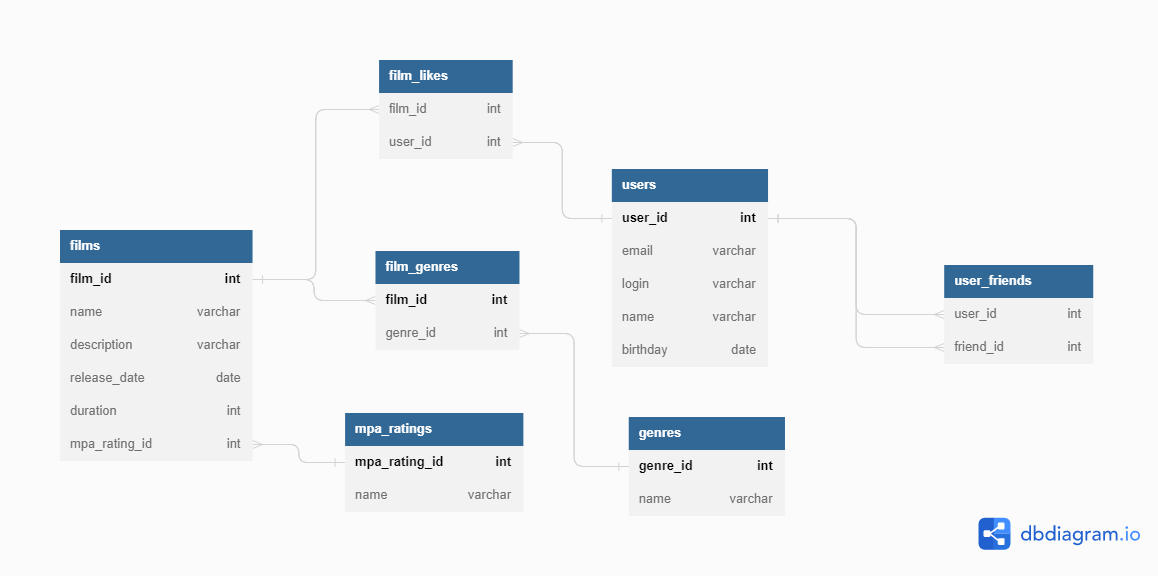 film_likes
film_id int
user_id int
users
user_id int
email varchar
login varchar
name varchar
birthday date
films
film_id int
name varchar
description varchar
release_date date
duration int
mpa_rating_id int
film_genres
film_id int
genre_id int
user_friends
user_id int
friend_id int
mpa_ratings
mpa_rating_id int
name varchar
genres
genre_id int
name varchar
dbdiagram.io